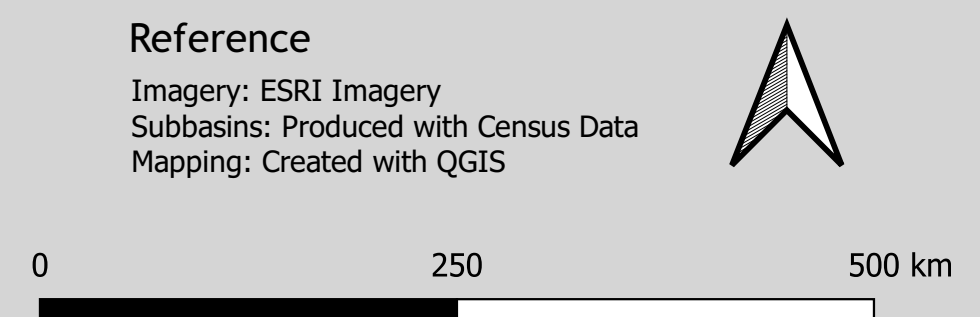 Reference
Imagery: ESRI Imagery
Subbasins: Produced with Census Data
Mapping: Created with QGIS
0 250 500 km